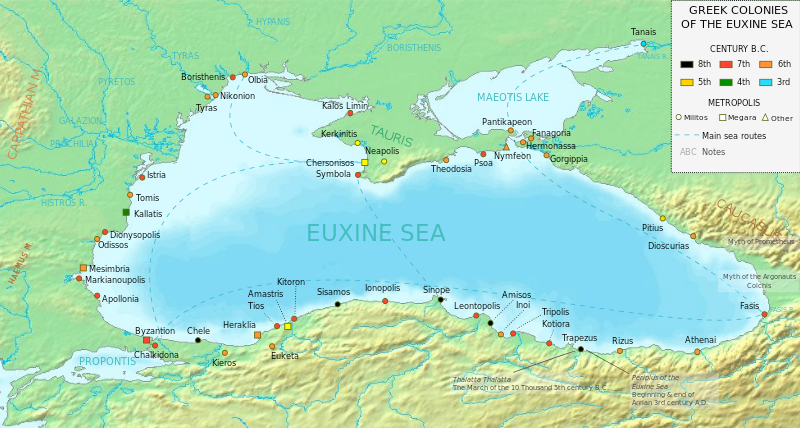 GREEK COLONIES
OF THE EUXINE SEA
CENTURY B.C.
8th 7th 6th
5th 4th 3rd
METROPOLIS
Militos Megara Other
Main sea routes
ABC Notes
HYPANIS
TYRAS
BORISTHENIS
Tanais
TANAIS R.
PYRETOS
CARPATHIAN M.
Boristhenis
Olbia
Nikonion
Tyras
Kalos Limin
MAEOTIS LAKE
GALAZION
Pantikapeon
Fanagoria
Hermonassa
Kerkinitis
TAURIS
Neapolis
Nymfeon
Gorgippia
Chersonisos
Symbola
Psoa
Theodosia
Istria
HISTROS R.
Tomis
Kallatis
Dionysopolis
Odissos
EUXINE SEA
Pitius
CAUCASUS
Dioscurias
Myth of Prometheus
HAEMUS M.
Mesimbria
Markianoupolis
Apollonia
Myth of the Argonauts
Colchis
Kitoron
Amastris
Tios
Sisamos
Ionopolis
Sinope
Amisos
Inoi
Leontopolis
Tripolis
Kotiora
Fasis
Byzantion
Chele
Heraklia
Trapezus
Rizus
Athenai
Chalkidona
PROPONTIS
Kieros
Euketa
Thalatta Thalatta
The March of the 10 Thousand 5th century B.C.
Periplus of the
Euxine Sea
Beginning & end of
Arrian 3rd century A.D.